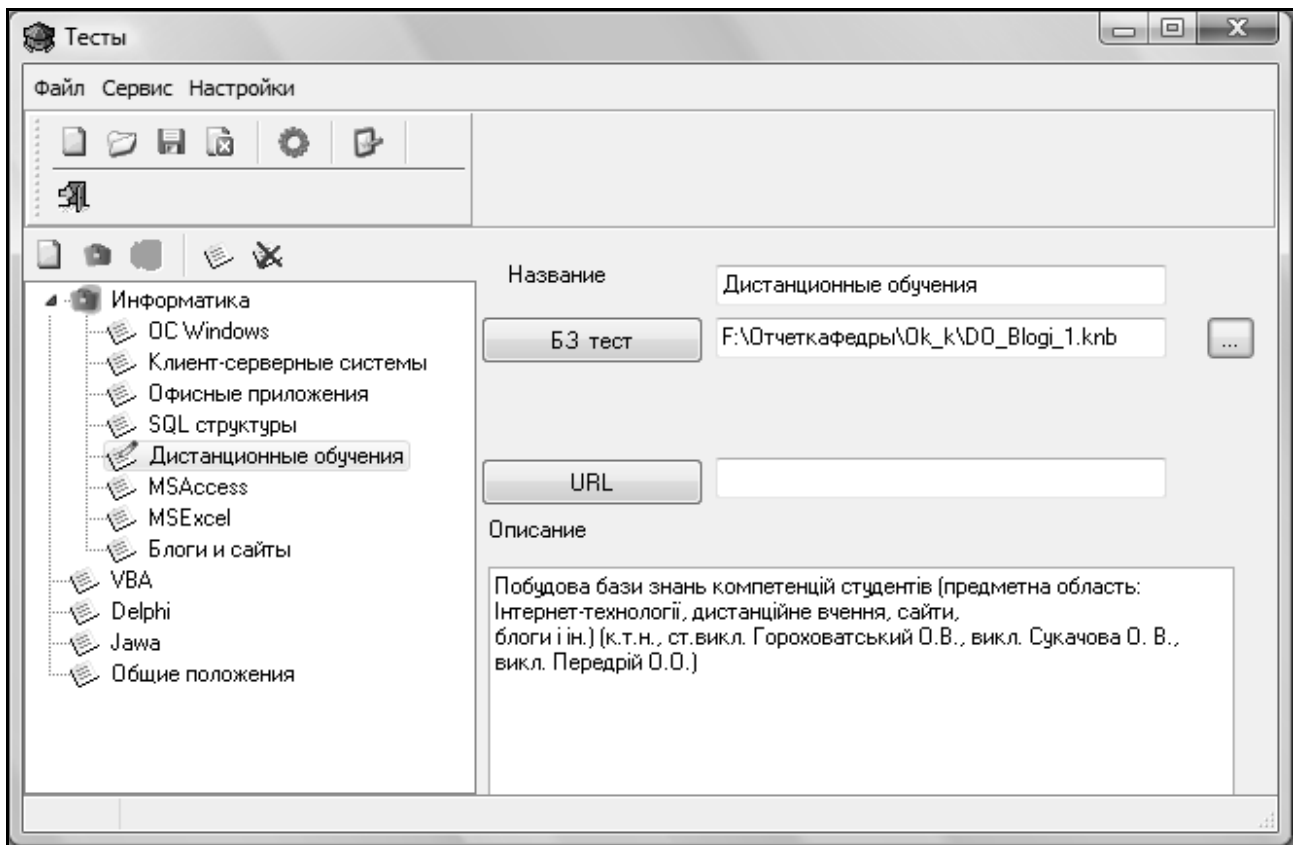 Тесты
Файл Сервис Настройки
Информатика
ОС Windows
Клиент-серверные системы
Офисные приложения
SQL структуры
Дистанционные обучения
MSAccess
MSExcel
Блоги и сайты
VBA
Delphi
Jawa
Общие положения
Название
Дистанционные обучения
БЗ тест
F:\Отчеткафедры\Ok_k\DO_Blogi_1.knb
...
URL
Описание
Побудова бази знань компетенцій студентів (предметна область:
Інтернет-технології, дистанційне вчення, сайти,
блоги і ін.) (к.т.н., ст.викл. Гороховатський О.В., викл. Сукачова О. В.,
викл. Передрій О.О.)